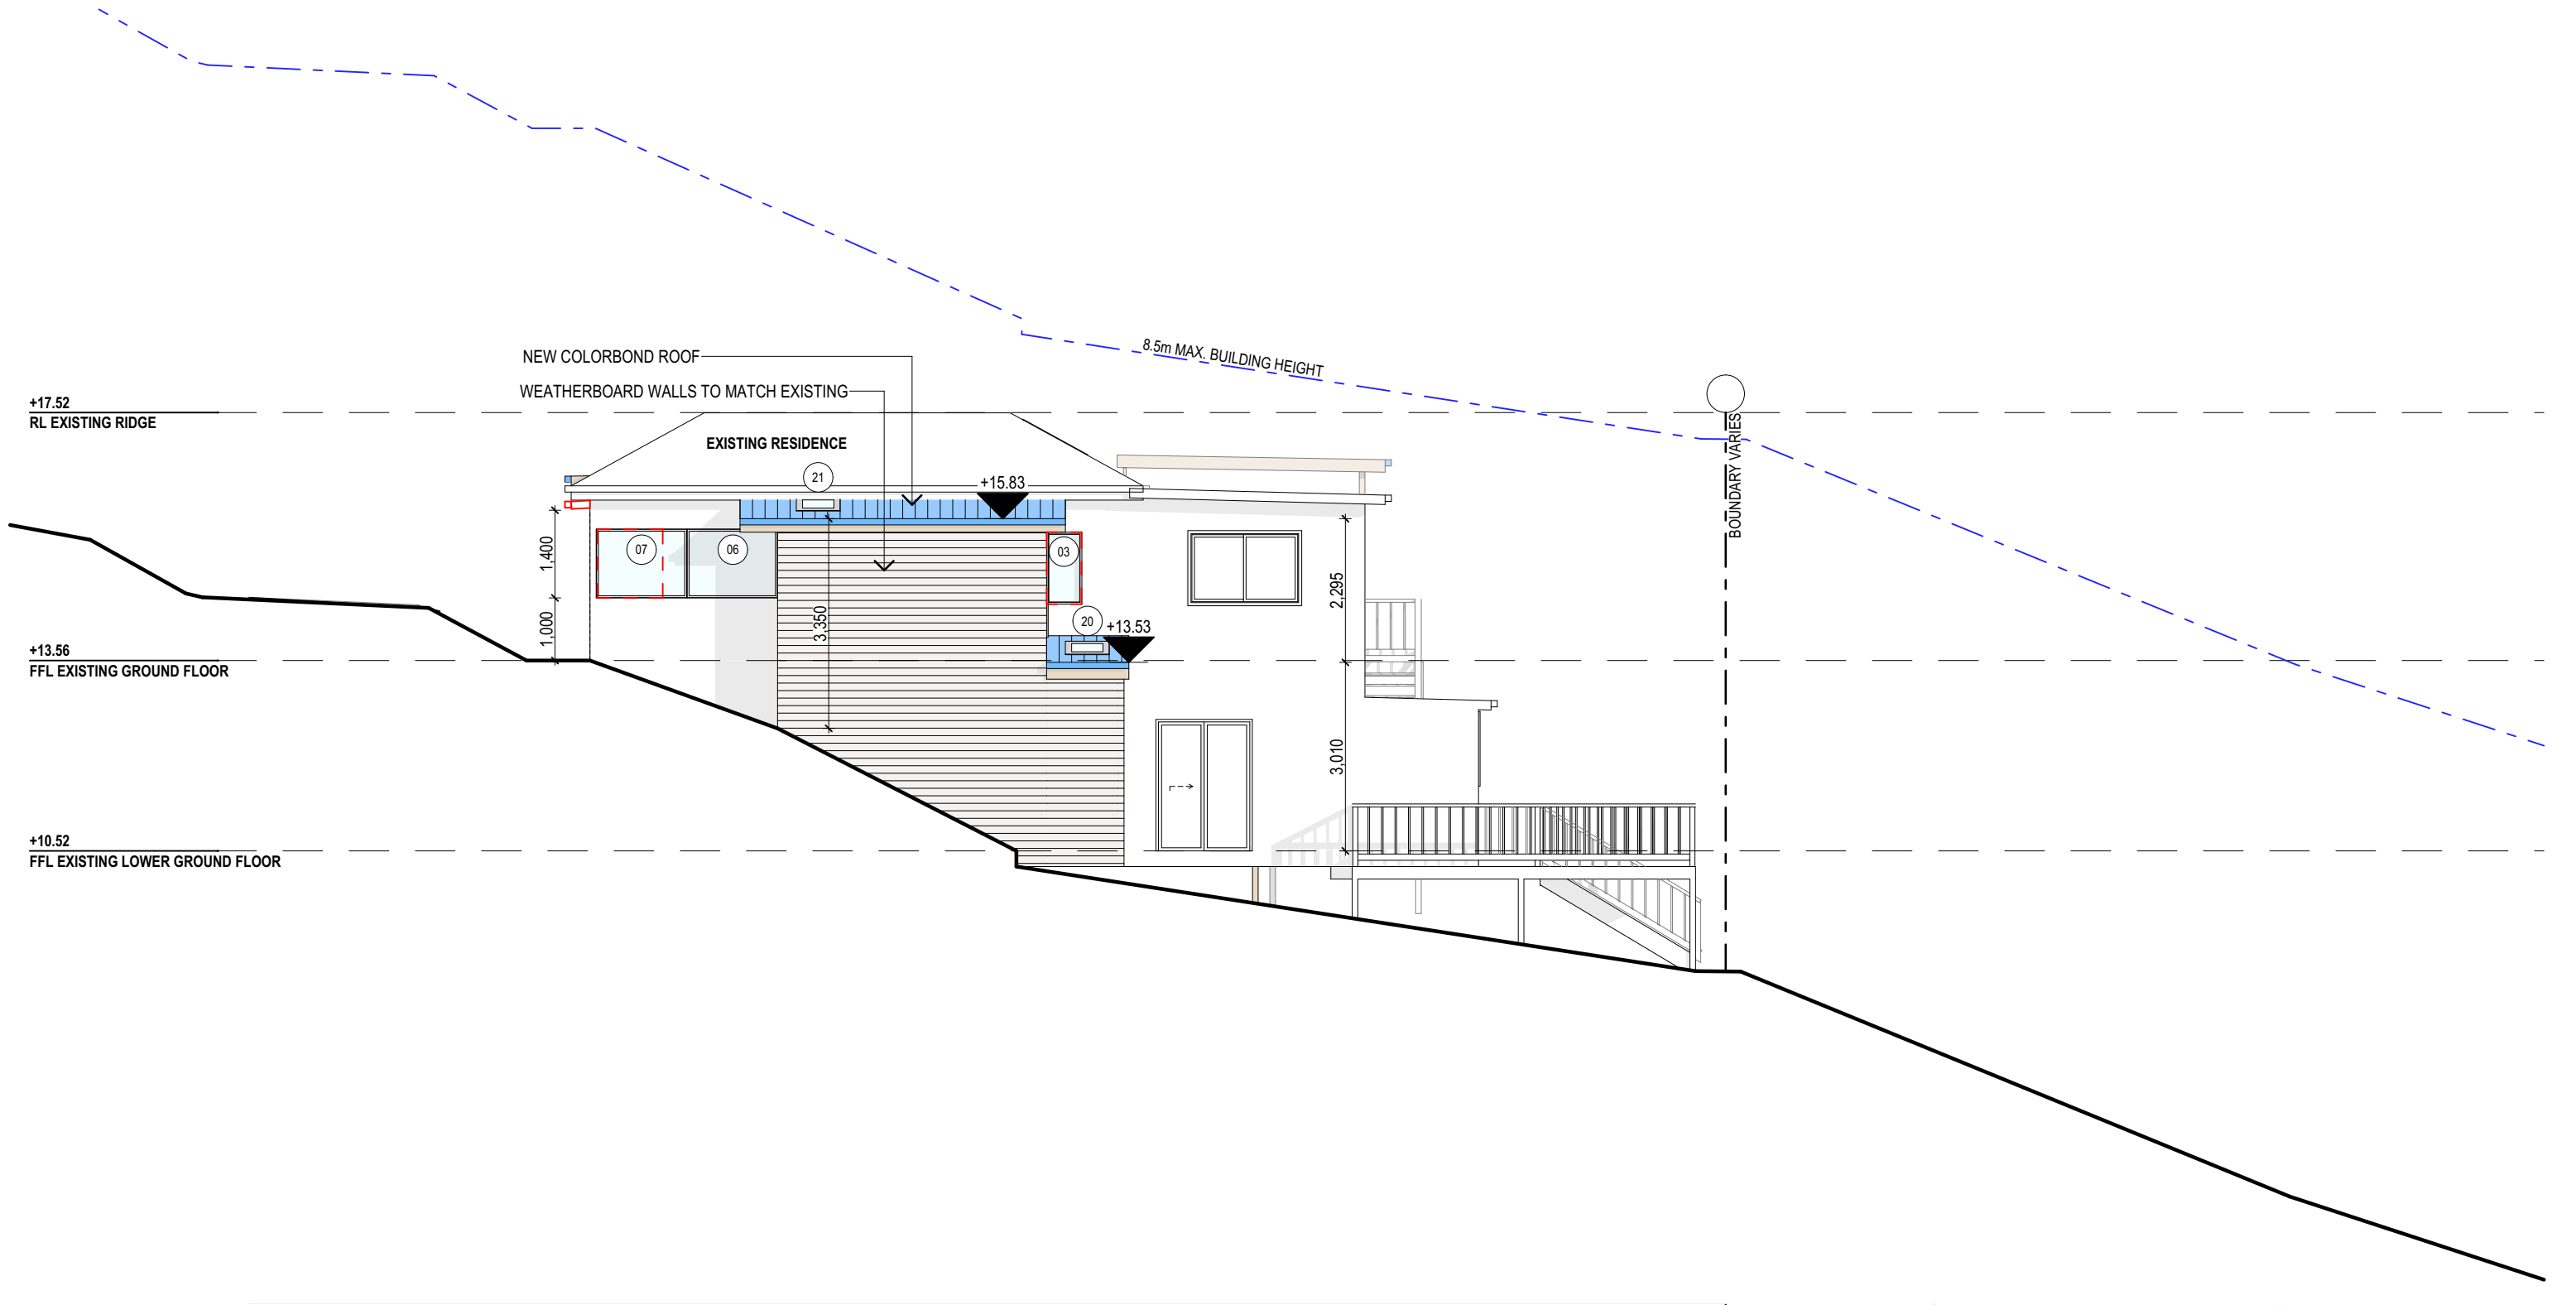 8.5m MAX. BUILDING HEIGHT
NEW COLORBOND ROOF
WEATHERBOARD WALLS TO MATCH EXISTING
+17.52
RL EXISTING RIDGE
BOUNDARY VARIES
EXISTING RESIDENCE
21
+15.83
07
06
03
1,400
2,295
3,350
1,000
20
+13.53
+13.56
FFL EXISTING GROUND FLOOR
3,010
+10.52
FFL EXISTING LOWER GROUND FLOOR